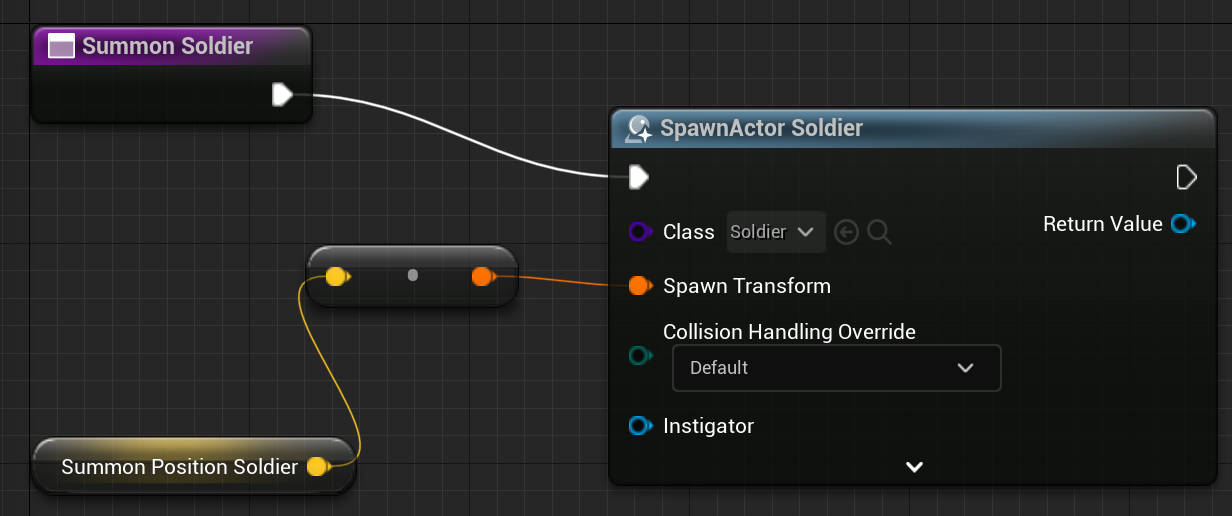 Summon Soldier
SpawnActor Soldier
Class Soldier
Return Value
Spawn Transform
Collision Handling Override
Default
Instigator
Summon Position Soldier